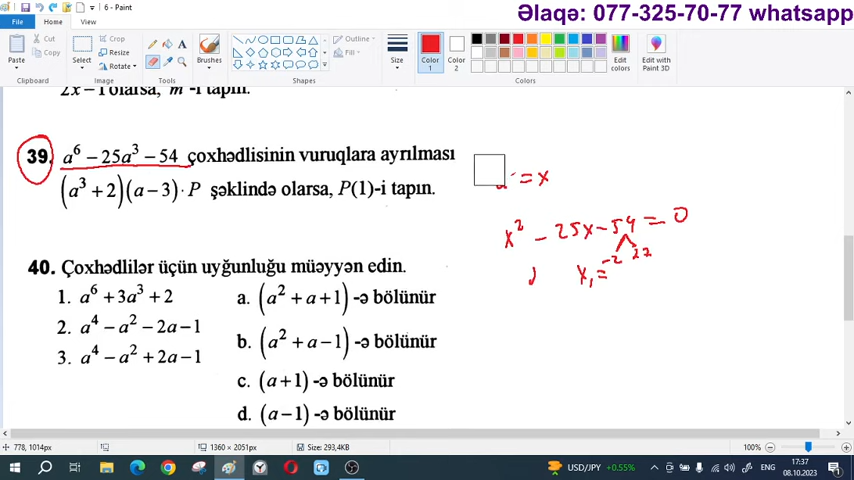 Əlaqə: 077-325-70-77 whatsapp
6 - Paint
File Home View
Paste
Cut
Copy
Clipboard
Select
Crop
Resize
Rotate
Image
Tools
Brushes
Outline
Fill
Shapes
Size
Color 1
Color 2
Colors
Edit colors
Edit with Paint 3D
2x − 1 olarsa, m -i tapın.
39. a⁶ − 25a³ − 54 çoxhədlisinin vuruqlara ayrılması
(a³ + 2)(a − 3) · P şəklində olarsa, P(1)-i tapın.
= x
x² − 25x − 54 = 0
−2 27
x₁ =
40. Çoxhədlilər üçün uyğunluğu müəyyən edin.
1. a⁶ + 3a³ + 2
2. a⁴ − a² − 2a − 1
3. a⁴ − a² + 2a − 1
a. (a² + a + 1) -ə bölünür
b. (a² + a − 1) -ə bölünür
c. (a + 1) -ə bölünür
d. (a − 1) -ə bölünür
778, 1014px
1360 × 2051px
Size: 293,4KB
100%
USD/JPY +0.55%
ENG
17:37
08.10.2023